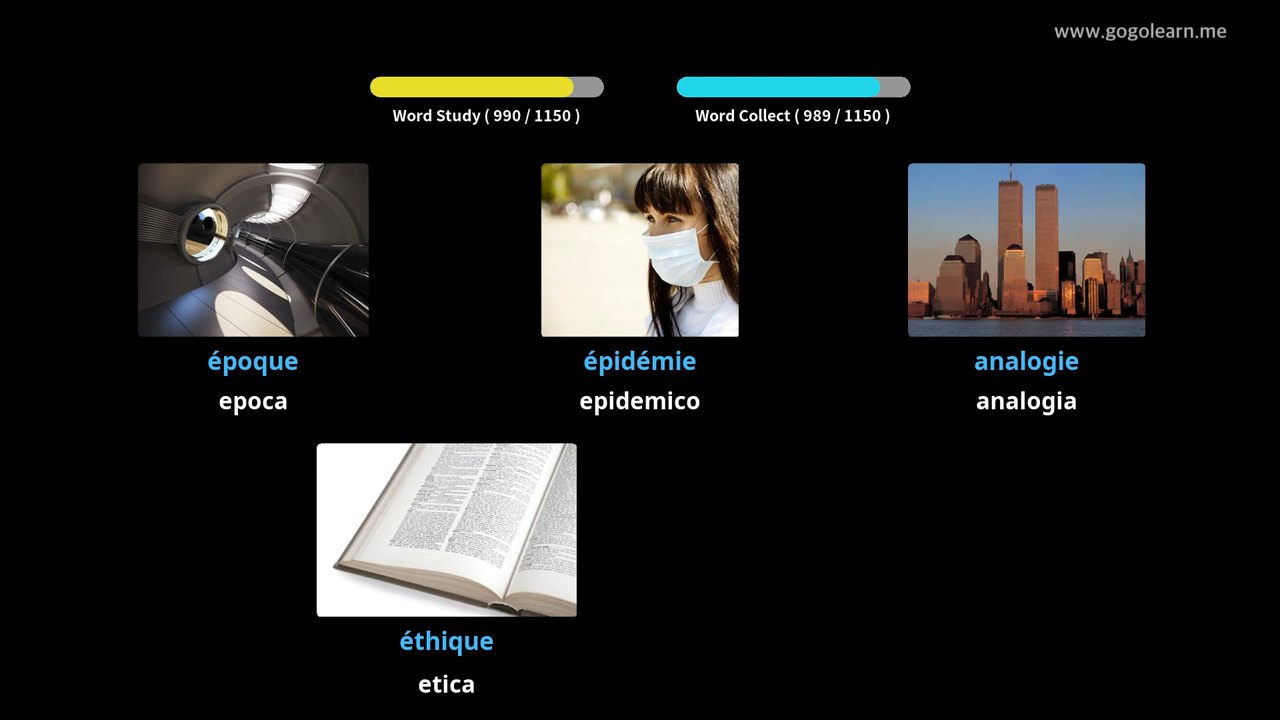 www.gogolearn.me
Word Study ( 990 / 1150 )
Word Collect ( 989 / 1150 )
époque
epoca
épidémie
epidemico
analogie
analogia
éthique
etica